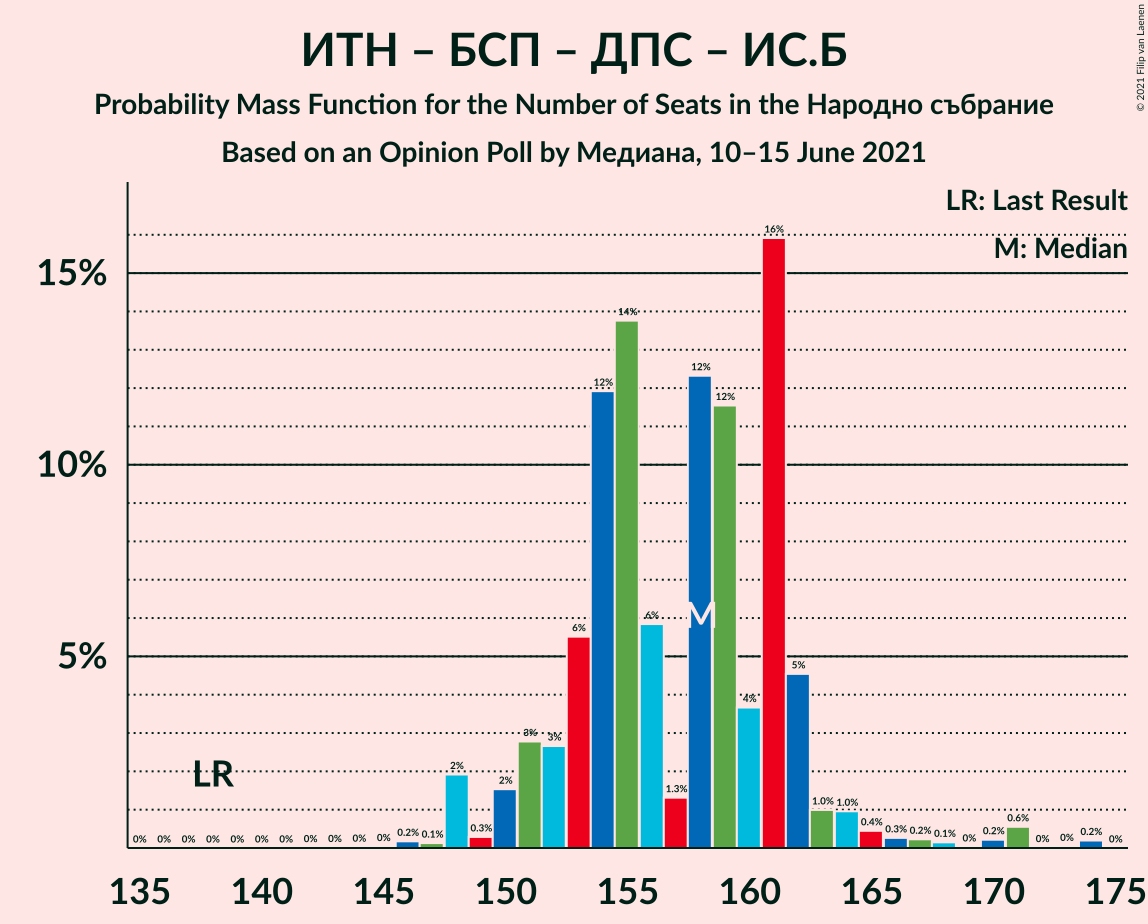 ИТН – БСП – ДПС – ИС.Б
Probability Mass Function for the Number of Seats in the Народно събрание
Based on an Opinion Poll by Медиана, 10–15 June 2021
© 2021 Filip van Laenen
LR: Last Result
M: Median
15%
10%
5%
LR
M
0% 0% 0% 0% 0% 0% 0% 0% 0% 0% 0% 0.2% 0.1% 2% 0.3% 2% 3% 3% 6% 12% 14% 6% 1.3% 12% 12% 4% 16% 5% 1.0% 1.0% 0.4% 0.3% 0.2% 0.1% 0% 0.2% 0.6% 0% 0% 0.2% 0%
135 140 145 150 155 160 165 170 175